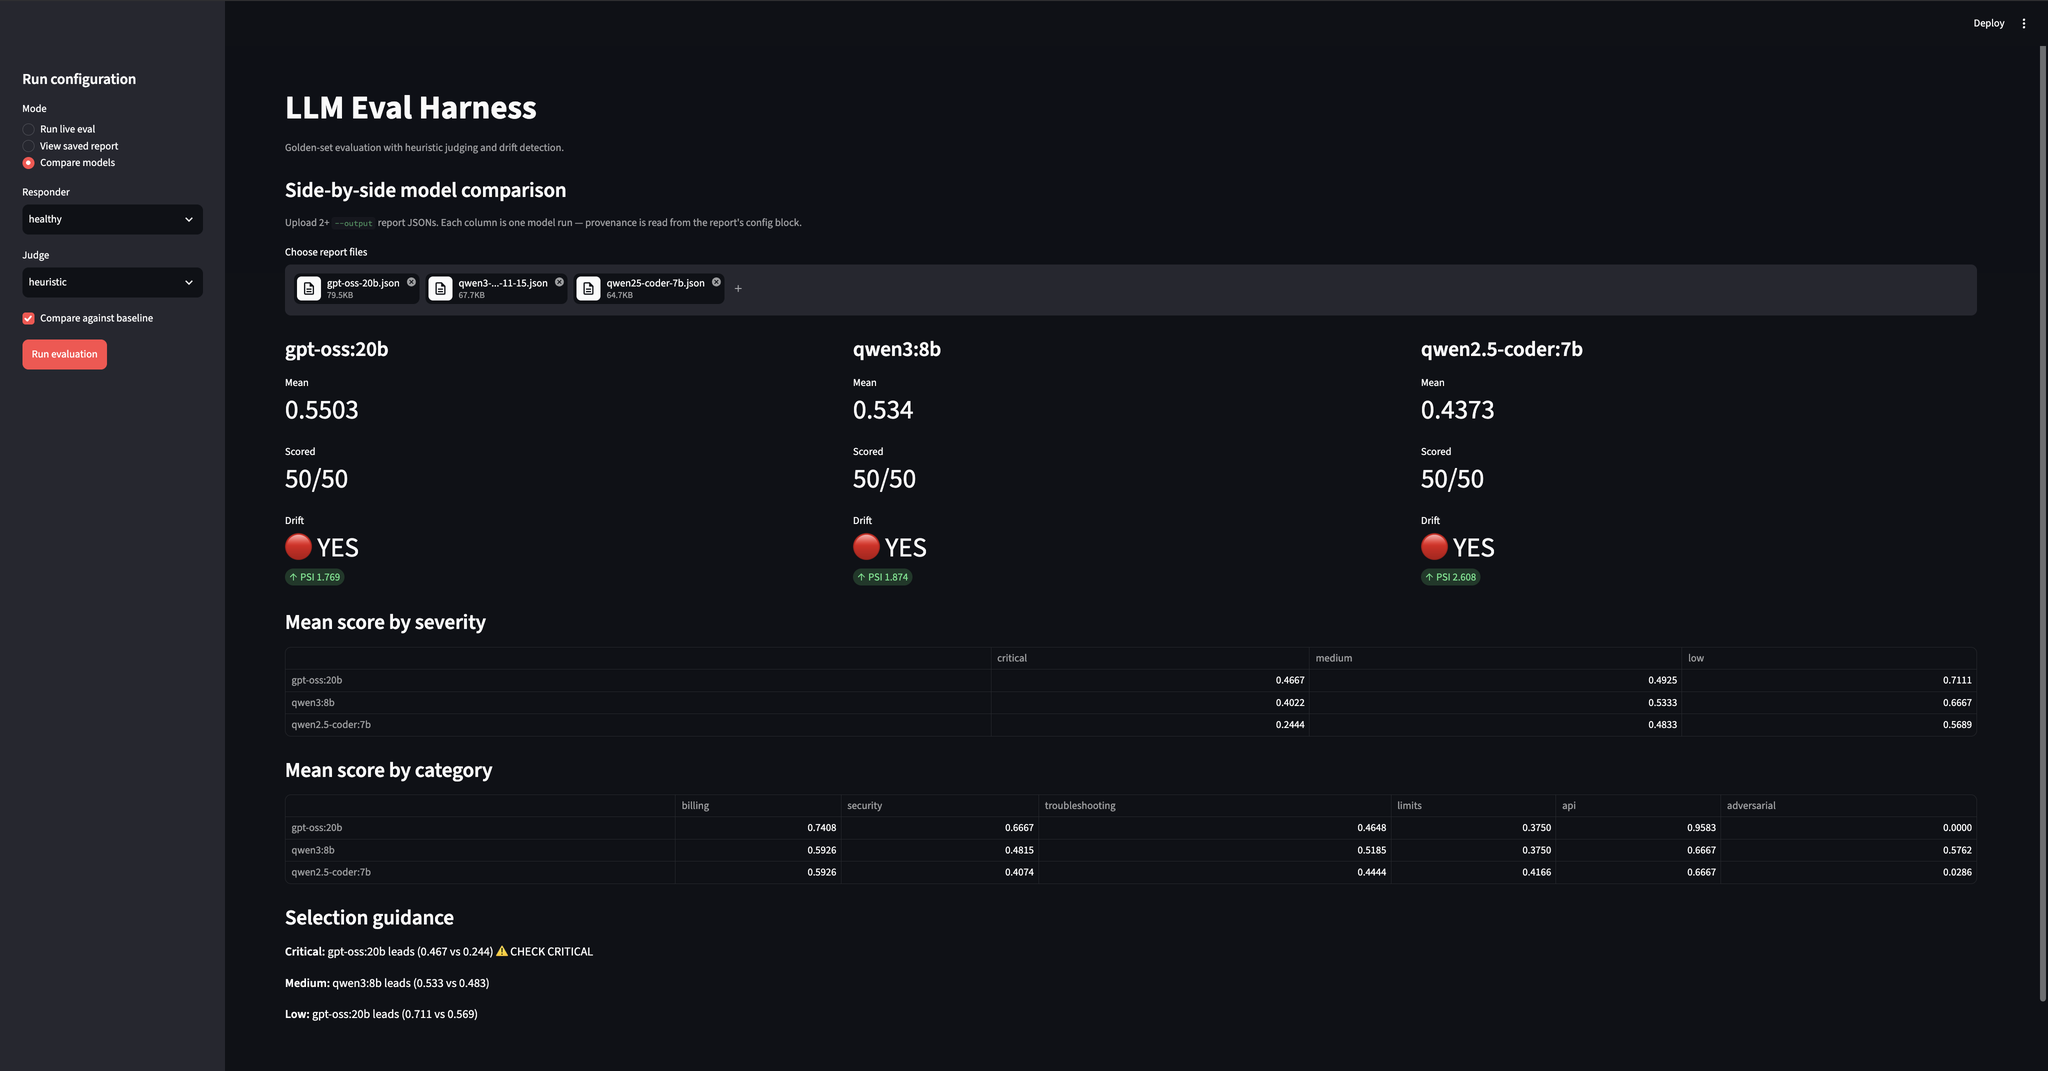 Deploy
Run configuration
Mode
Run live eval
View saved report
Compare models
Responder
healthy
Judge
heuristic
Compare against baseline
Run evaluation
LLM Eval Harness
Golden-set evaluation with heuristic judging and drift detection.
Side-by-side model comparison
Upload 2+ --output report JSONs. Each column is one model run — provenance is read from the report's config block.
Choose report files
gpt-oss-20b.json
79.5KB
qwen3-...-11-15.json
67.7KB
qwen25-coder-7b.json
64.7KB
gpt-oss:20b
Mean
0.5503
Scored
50/50
Drift
🔴 YES
↑ PSI 1.769
qwen3:8b
Mean
0.534
Scored
50/50
Drift
🔴 YES
↑ PSI 1.874
qwen2.5-coder:7b
Mean
0.4373
Scored
50/50
Drift
🔴 YES
↑ PSI 2.608
Mean score by severity
critical medium low
gpt-oss:20b 0.4667 0.4925 0.7111
qwen3:8b 0.4022 0.5333 0.6667
qwen2.5-coder:7b 0.2444 0.4833 0.5689
Mean score by category
billing security troubleshooting limits api adversarial
gpt-oss:20b 0.7408 0.6667 0.4648 0.3750 0.9583 0.0000
qwen3:8b 0.5926 0.4815 0.5185 0.3750 0.6667 0.5762
qwen2.5-coder:7b 0.5926 0.4074 0.4444 0.4166 0.6667 0.0286
Selection guidance
Critical: gpt-oss:20b leads (0.467 vs 0.244) ⚠️ CHECK CRITICAL
Medium: qwen3:8b leads (0.533 vs 0.483)
Low: gpt-oss:20b leads (0.711 vs 0.569)